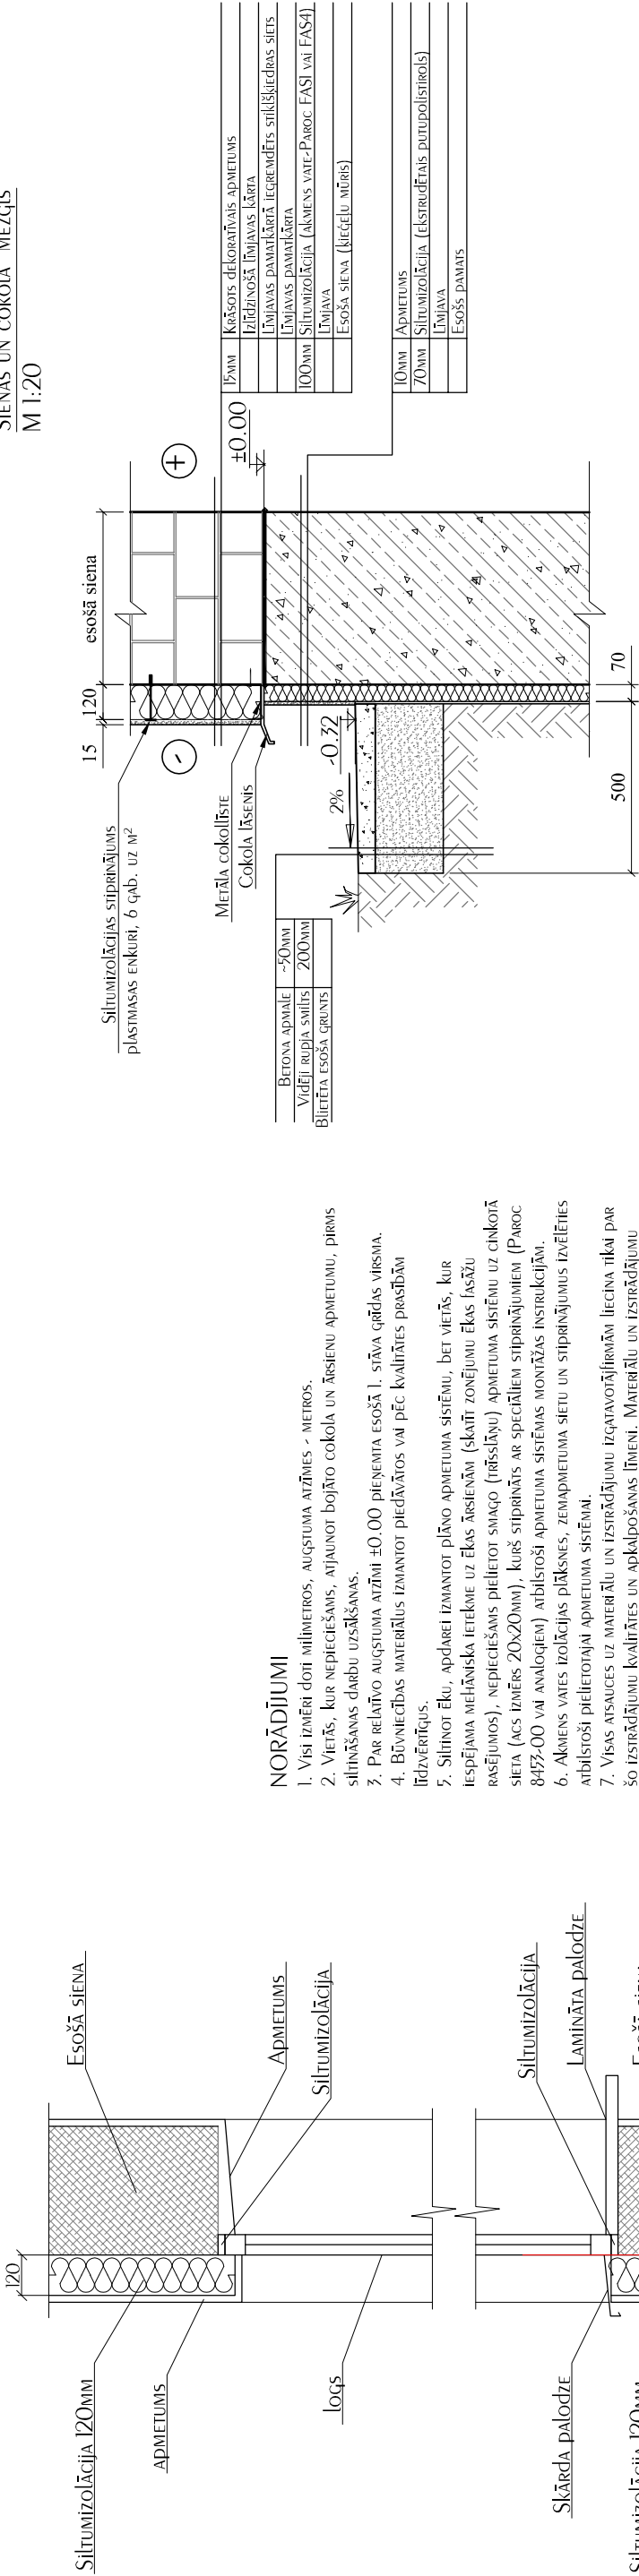 SIENAS UN COKOLA MEZGLS
M 1:20
15MM KRĀSOTS DEKORATĪVAIS APMETUMS
IZLĪDZINOŠĀ LĪMJAVAS KĀRTA
LĪMJAVAS PAMATKĀRTĀ IEGREMDĒTS STIKLŠĶIEDRAS SIETS
LĪMJAVAS PAMATKĀRTA
100MM SILTUMIZOLĀCIJA (AKMENS VATE-PAROC FAS1 VAI FAS4)
LĪMJAVA
ESOŠA SIENA (ĶIEĢEĻU MŪRIS)
10MM APMETUMS
70MM SILTUMIZOLĀCIJA (EKSTRUDĒTAIS PUTUPOLISTIROLS)
LĪMJAVA
ESOŠS PAMATS
+
±0.00
esošā siena
120
15
-
70
500
-0.32
2%
SILTUMIZOLĀCIJAS STIPRINĀJUMS
PLASTMASAS ENKURI, 6 GAB. UZ M²
METĀLA COKOLLĪSTE
COKOLA LĀSENIS
BETONA APMALE ~50MM
VIDĒJI RUPJA SMILTS 200MM
BLIETĒTA ESOŠA GRUNTS
NORĀDĪJUMI
1. VISI IZMĒRI DOTI MILĪMETROS, AUGSTUMA ATZĪMES - METROS.
2. VIETĀS, KUR NEPIECIEŠAMS, ATJAUNOT BOJĀTO COKOLA UN ĀRSIENU APMETUMU, PIRMS
SILTINĀŠANAS DARBU UZSĀKŠANAS.
3. PAR RELATĪVO AUGSTUMA ATZĪMI ±0.00 PIEŅEMTA ESOŠĀ 1. STĀVA GRĪDAS VIRSMA.
4. BŪVNIECĪBAS MATERIĀLUS IZMANTOT PIEDĀVĀTOS VAI PĒC KVALITĀTES PRASĪBĀM
LĪDZVĒRTĪGUS.
5. SILTINOT ĒKU, APDAREI IZMANTOT PLĀNO APMETUMA SISTĒMU, BET VIETĀS, KUR
IESPĒJAMA MEHĀNISKA IETEKME UZ ĒKAS ĀRSIENĀM (SKATĪT ZONĒJUMU ĒKAS FASĀŽU
RASĒJUMOS), NEPIECIEŠAMS PIELIETOT SMAGO (TRĪSSLĀŅU) APMETUMA SISTĒMU UZ CINKOTĀ
SIETA (ACS IZMĒRS 20x20MM), KURŠ STIPRINĀTS AR SPECIĀLIEM STIPRINĀJUMIEM (PAROC
8453-00 VAI ANALOGIEM) ATBILSTOŠI APMETUMA SISTĒMAS MONTĀŽAS INSTRUKCIJĀM.
6. AKMENS VATES IZOLĀCIJAS PLĀKSNES, ZEMAPMETUMA SIETU UN STIPRINĀJUMUS IZVĒLĒTIES
ATBILSTOŠI PIELIETOTAJAI APMETUMA SISTĒMAI.
7. VISAS ATSAUCES UZ MATERIĀLU UN IZSTRĀDĀJUMU IZGATAVOTĀJFIRMĀM LIECINA TIKAI PAR
ŠO IZSTRĀDĀJUMU KVALITĀTES UN APKALPOŠANAS LĪMENI. MATERIĀLU UN IZSTRĀDĀJUMU
ESOŠĀ SIENA
APMETUMS
SILTUMIZOLĀCIJA
SILTUMIZOLĀCIJA
LAMINĀTA PALODZE
ESOŠĀ SIENA
120
SILTUMIZOLĀCIJA 120MM
APMETUMS
LOGS
SKĀRDA PALODZE
SILTUMIZOLĀCIJA 120MM